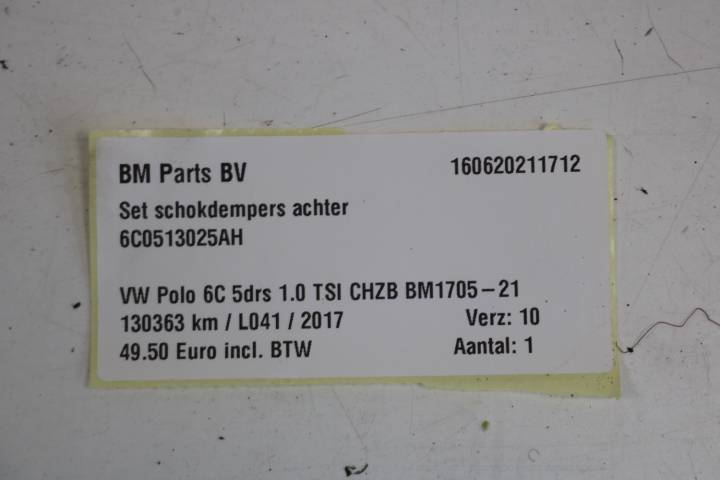 BM Parts BV 160620211712
Set schokdempers achter
6C0513025AH
VW Polo 6C 5drs 1.0 TSI CHZB BM1705-21
130363 km / L041 / 2017 Verz: 10
49.50 Euro incl. BTW Aantal: 1